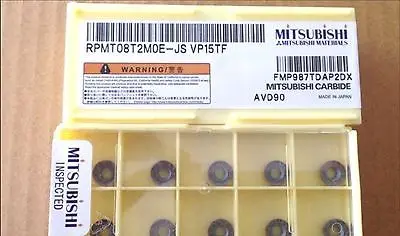 RPMT08T2M0E-JS VP15TF
MITSUBISHI
MITSUBISHI MATERIALS
WARNING/警告
FMP987TDAP2DX
MITSUBISHI CARBIDE
AVD90
MADE IN JAPAN
MITSUBISHI
INSPECTED